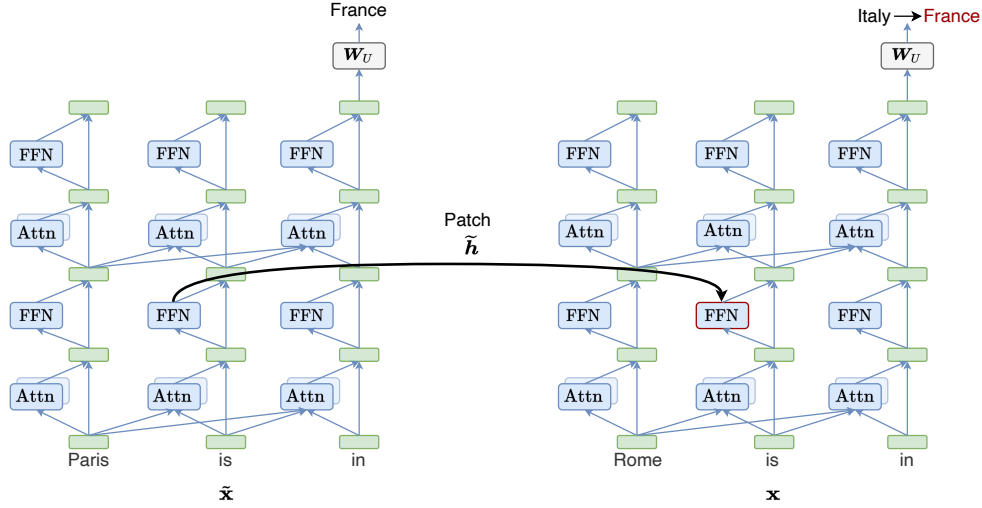 France
Italy → France
W_U
W_U
FFN FFN FFN
FFN FFN FFN
Attn Attn Attn
Attn Attn Attn
Patch
h̃
FFN FFN FFN
FFN FFN FFN
Attn Attn Attn
Attn Attn Attn
Paris is in
Rome is in
x̃
x